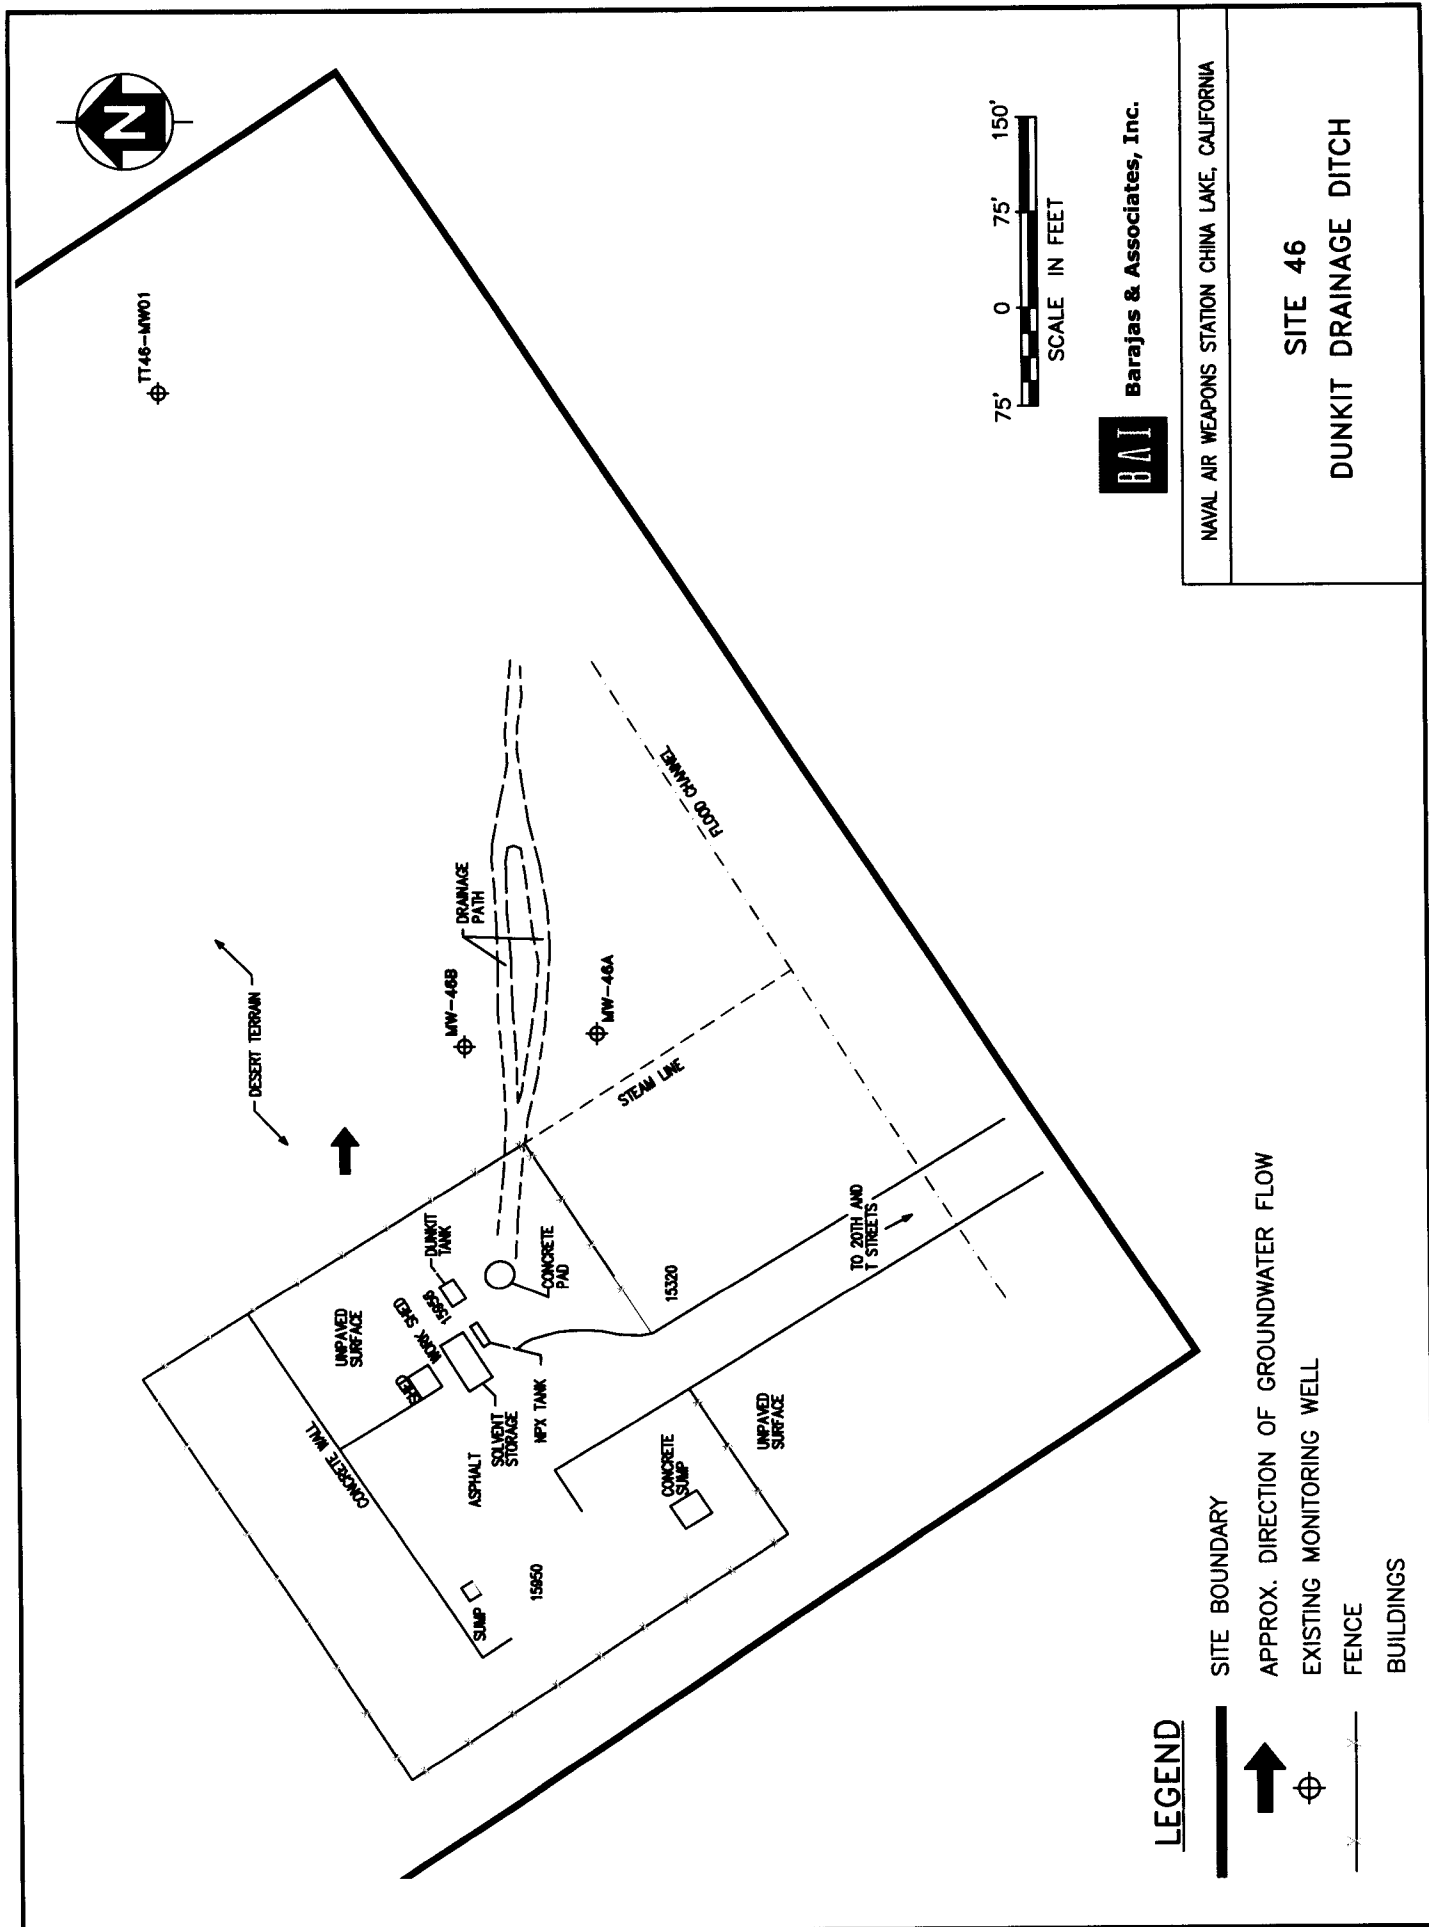 N
TT46-MW01
DESERT TERRAIN
MW-46B
DRAINAGE
PATH
MW-46A
FLOOD CHANNEL
STEAM LINE
UNPAVED
SURFACE
CONCRETE WALL
SHED
WORK SHED
15958
DUNKIT
TANK
CONCRETE
PAD
SOLVENT
STORAGE
NPX TANK
ASPHALT
SUMP
15950
15320
TO 20TH AND
T STREETS
CONCRETE
SUMP
UNPAVED
SURFACE
75' 0 75' 150'
SCALE IN FEET
BAI
Barajas & Associates, Inc.
LEGEND
SITE BOUNDARY
APPROX. DIRECTION OF GROUNDWATER FLOW
EXISTING MONITORING WELL
FENCE
BUILDINGS
NAVAL AIR WEAPONS STATION CHINA LAKE, CALIFORNIA
SITE 46
DUNKIT DRAINAGE DITCH